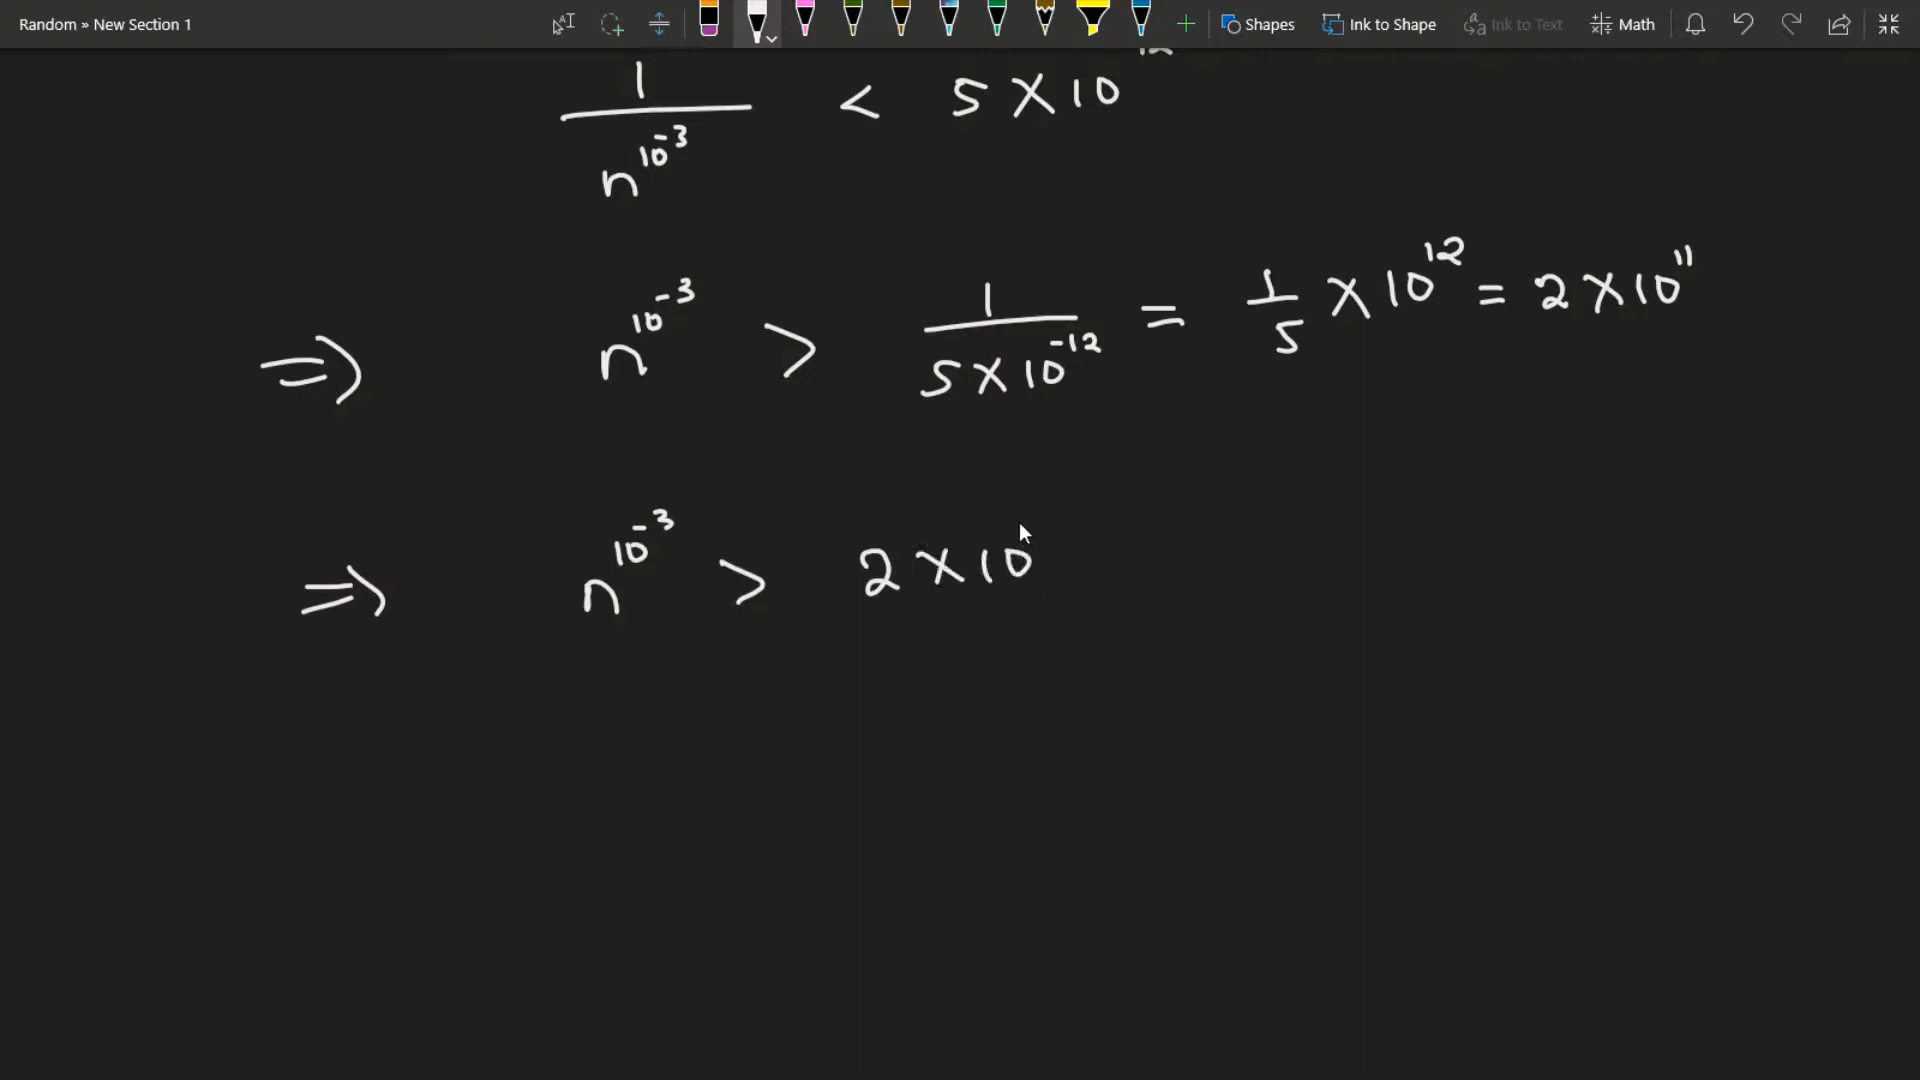 Random » New Section 1 Shapes Ink to Shape Ink to Text Math
1 / n^10^-3 < 5 × 10^12
=> n^10^-3 > 1 / 5 × 10^-12 = 1/5 × 10^12 = 2 × 10^11
=> n^10^-3 > 2 × 10